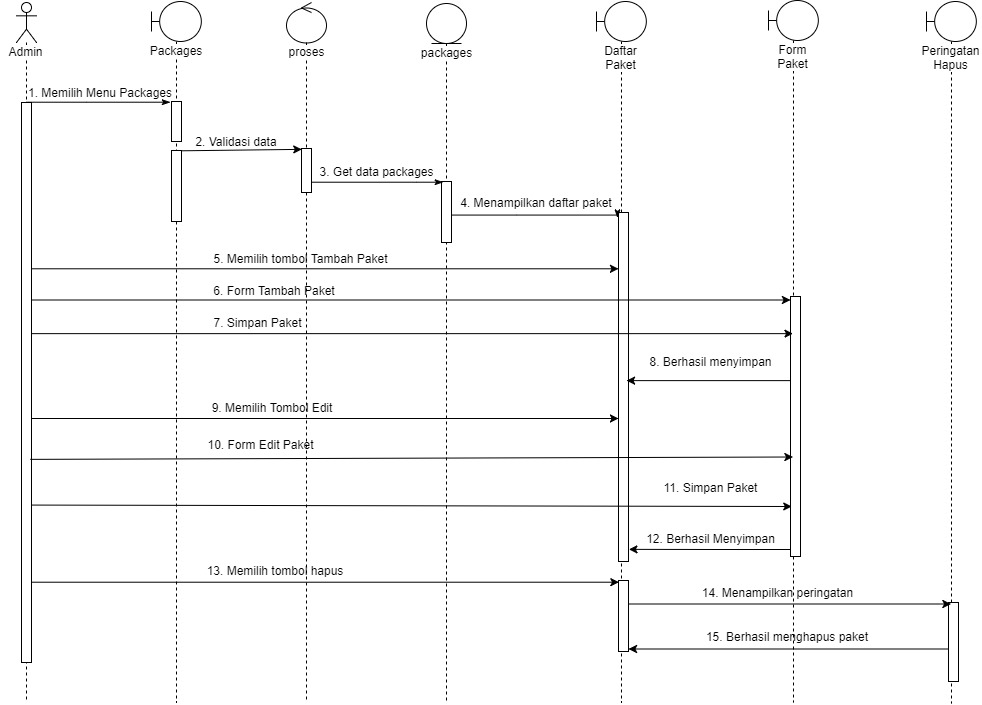 Admin
Packages
proses
packages
Daftar
Paket
Form
Paket
Peringatan
Hapus
1. Memilih Menu Packages
2. Validasi data
3. Get data packages
4. Menampilkan daftar paket
5. Memilih tombol Tambah Paket
6. Form Tambah Paket
7. Simpan Paket
8. Berhasil menyimpan
9. Memilih Tombol Edit
10. Form Edit Paket
11. Simpan Paket
12. Berhasil Menyimpan
13. Memilih tombol hapus
14. Menampilkan peringatan
15. Berhasil menghapus paket